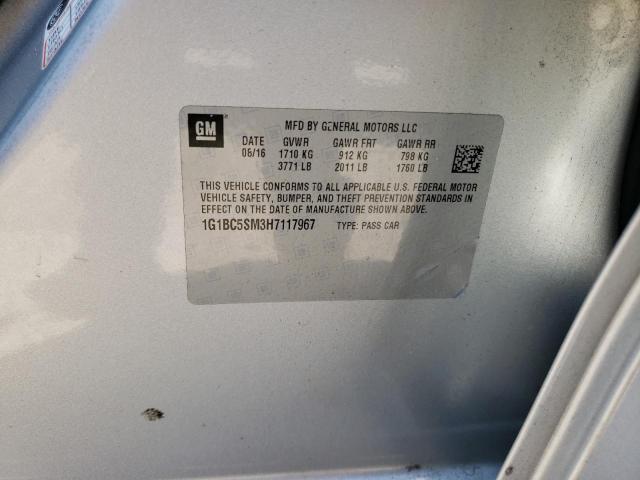 GM
MFD BY GENERAL MOTORS LLC
DATE GVWR GAWR FRT GAWR RR
06/16 1710 KG 912 KG 798 KG
3771 LB 2011 LB 1760 LB
THIS VEHICLE CONFORMS TO ALL APPLICABLE U.S. FEDERAL MOTOR
VEHICLE SAFETY, BUMPER, AND THEFT PREVENTION STANDARDS IN
EFFECT ON THE DATE OF MANUFACTURE SHOWN ABOVE.
1G1BC5SM3H7117967 TYPE: PASS CAR